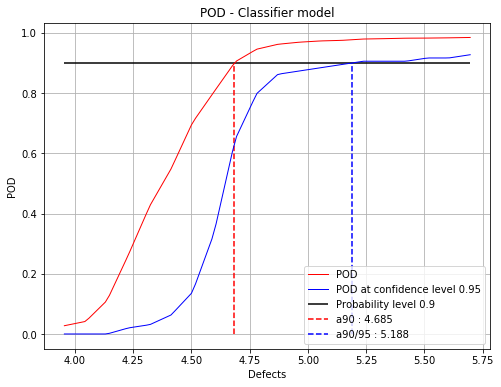 POD - Classifier model
1.0
0.8
0.6
0.4
0.2
0.0
POD
4.00
4.25
4.50
4.75
5.00
5.25
5.50
5.75
Defects
POD
POD at confidence level 0.95
Probability level 0.9
a90 : 4.685
a90/95 : 5.188